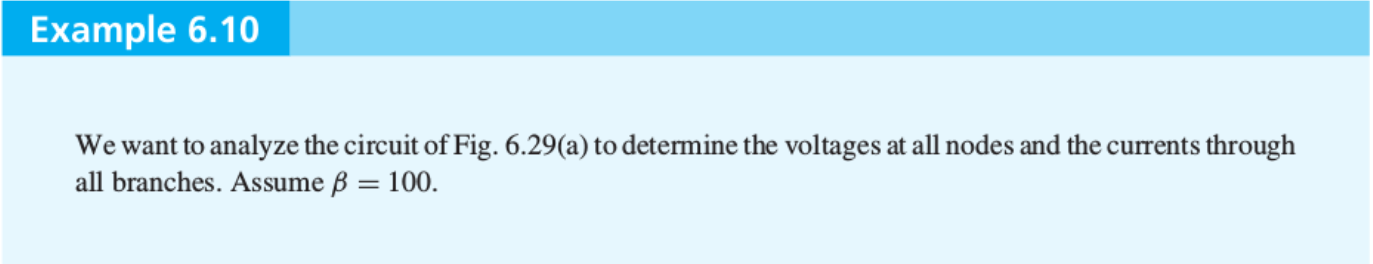 Example 6.10
We want to analyze the circuit of Fig. 6.29(a) to determine the voltages at all nodes and the currents through
all branches. Assume β = 100.